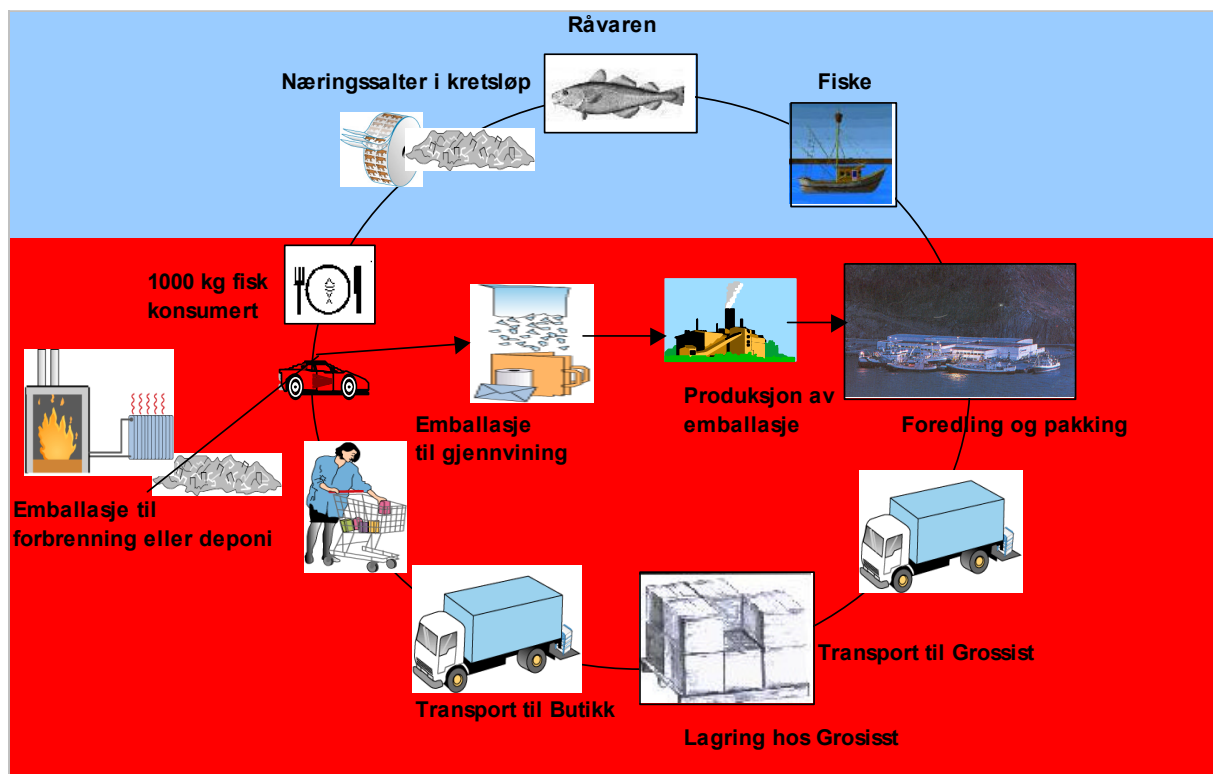 Råvaren
Næringssalter i kretsløp
Fiske
1000 kg fisk
konsumert
Emballasje
til gjennvining
Produksjon av
emballasje
Foredling og pakking
Emballasje til
forbrenning eller deponi
Transport til Grossist
Transport til Butikk
Lagring hos Grosisst